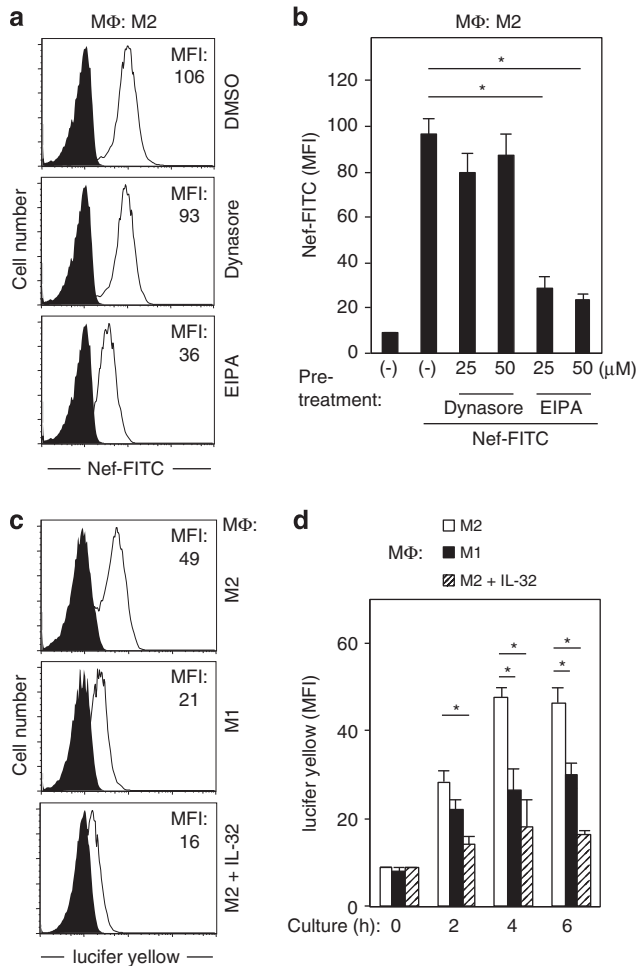 a
MΦ: M2
MFI:
106
DMSO
MFI:
93
Dynasore
MFI:
36
EIPA
Cell number
Nef-FITC
b
MΦ: M2
Nef-FITC (MFI)
120
100
80
60
40
20
0
*
*
(-) (-) 25 50 25 50 (μM)
Pre-
treatment:
Dynasore EIPA
Nef-FITC
c
MΦ:
MFI:
49
M2
MFI:
21
M1
MFI:
16
M2 + IL-32
Cell number
lucifer yellow
d
MΦ:
M2
M1
M2 + IL-32
lucifer yellow (MFI)
60
40
20
0
*
*
*
*
*
Culture (h): 0 2 4 6